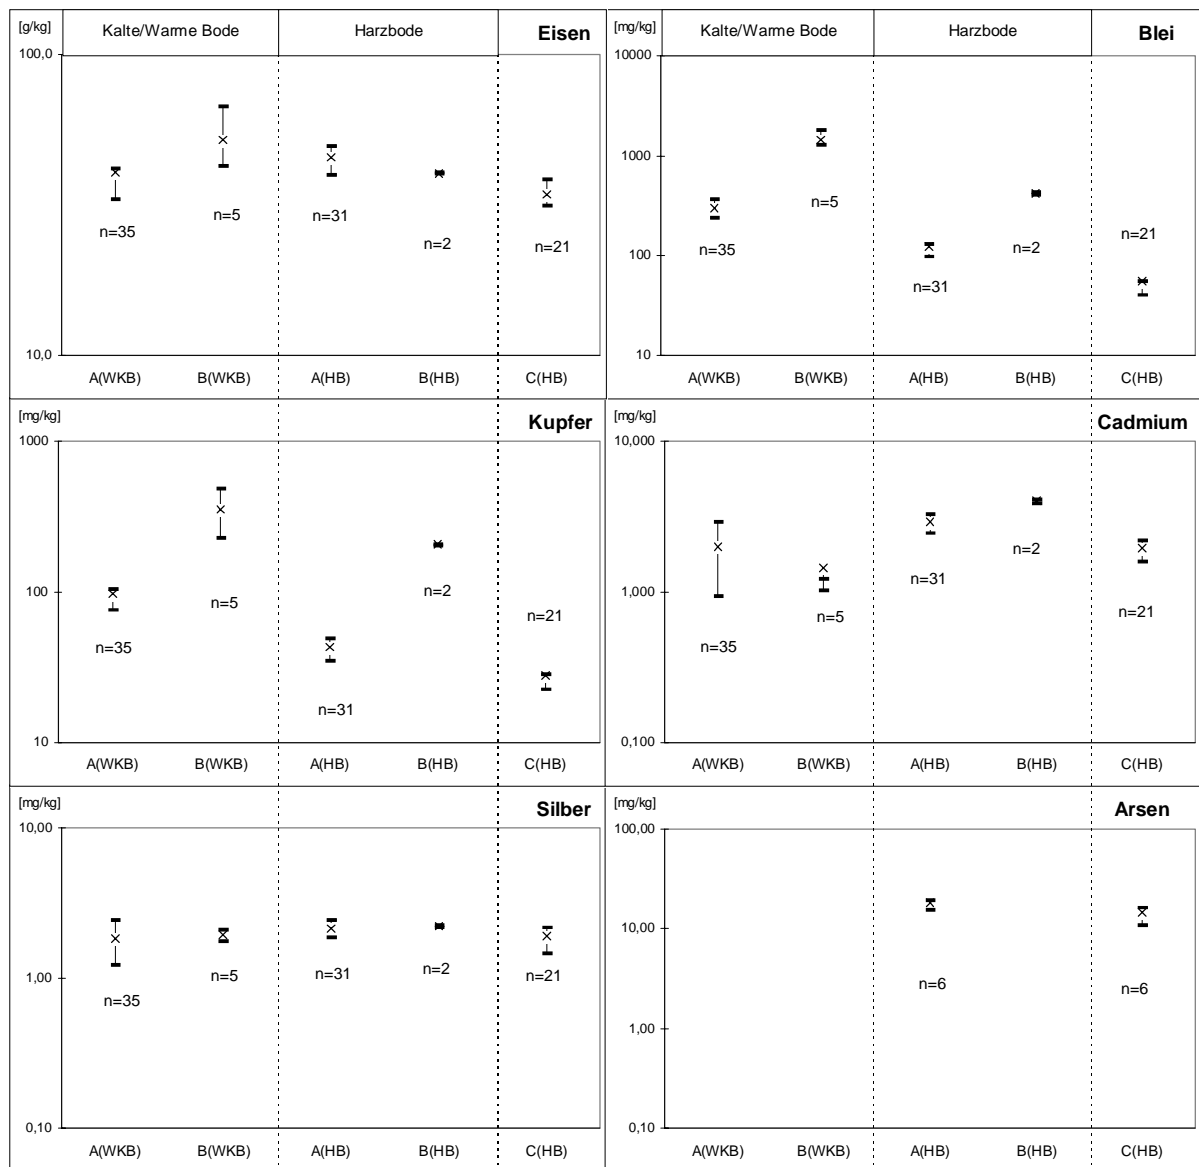 [g/kg] Kalte/Warme Bode Harzbode Eisen
100,0
n=35 n=5 n=31 n=2 n=21
10,0
A(WKB) B(WKB) A(HB) B(HB) C(HB)
[mg/kg] Kalte/Warme Bode Harzbode Blei
10000
1000
n=35 n=5 n=31 n=2 n=21
100
10
A(WKB) B(WKB) A(HB) B(HB) C(HB)
[mg/kg] Kupfer
1000
100
n=35 n=5 n=31 n=2 n=21
10
A(WKB) B(WKB) A(HB) B(HB) C(HB)
[mg/kg] Cadmium
10,000
1,000
n=35 n=5 n=31 n=2 n=21
0,100
A(WKB) B(WKB) A(HB) B(HB) C(HB)
[mg/kg] Silber
10,00
1,00
n=35 n=5 n=31 n=2 n=21
0,10
A(WKB) B(WKB) A(HB) B(HB) C(HB)
[mg/kg] Arsen
100,00
10,00
n=6 n=6
1,00
0,10
A(WKB) B(WKB) A(HB) B(HB) C(HB)